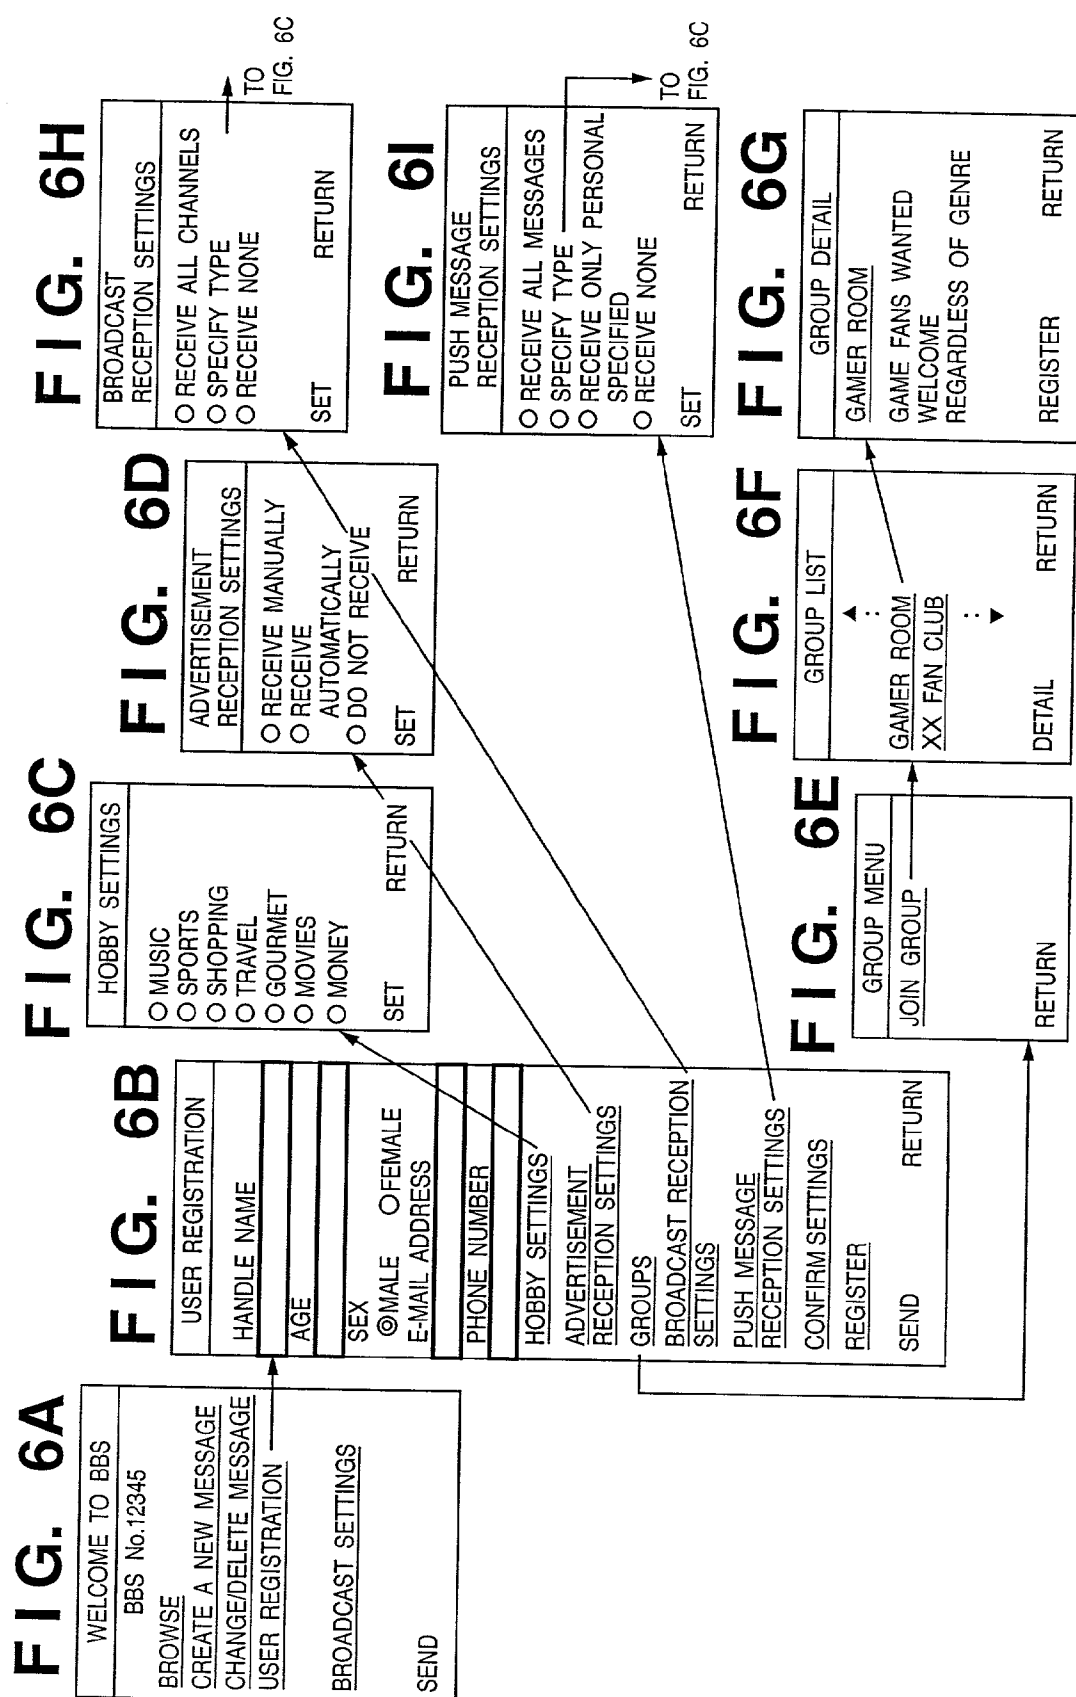 FIG. 6A
WELCOME TO BBS
BBS No.12345
BROWSE
CREATE A NEW MESSAGE
CHANGE/DELETE MESSAGE
USER REGISTRATION
BROADCAST SETTINGS
SEND
FIG. 6B
USER REGISTRATION
HANDLE NAME
AGE
SEX
◎MALE ○FEMALE
E-MAIL ADDRESS
PHONE NUMBER
HOBBY SETTINGS
ADVERTISEMENT
RECEPTION SETTINGS
GROUPS
BROADCAST RECEPTION
SETTINGS
PUSH MESSAGE
RECEPTION SETTINGS
CONFIRM SETTINGS
REGISTER
SEND RETURN
FIG. 6C
HOBBY SETTINGS
○ MUSIC
○ SPORTS
○ SHOPPING
○ TRAVEL
○ GOURMET
○ MOVIES
○ MONEY
SET RETURN
FIG. 6D
ADVERTISEMENT
RECEPTION SETTINGS
○ RECEIVE MANUALLY
○ RECEIVE
AUTOMATICALLY
○ DO NOT RECEIVE
SET RETURN
FIG. 6E
GROUP MENU
JOIN GROUP
RETURN
FIG. 6F
GROUP LIST
▲
:
GAMER ROOM
XX FAN CLUB
:
▼
DETAIL RETURN
FIG. 6G
GROUP DETAIL
GAMER ROOM
GAME FANS WANTED
WELCOME
REGARDLESS OF GENRE
REGISTER RETURN
FIG. 6H
BROADCAST
RECEPTION SETTINGS
○ RECEIVE ALL CHANNELS
○ SPECIFY TYPE
○ RECEIVE NONE
SET RETURN
TO
FIG. 6C
FIG. 6I
PUSH MESSAGE
RECEPTION SETTINGS
○ RECEIVE ALL MESSAGES
○ SPECIFY TYPE
○ RECEIVE ONLY PERSONAL
SPECIFIED
○ RECEIVE NONE
SET RETURN
TO
FIG. 6C